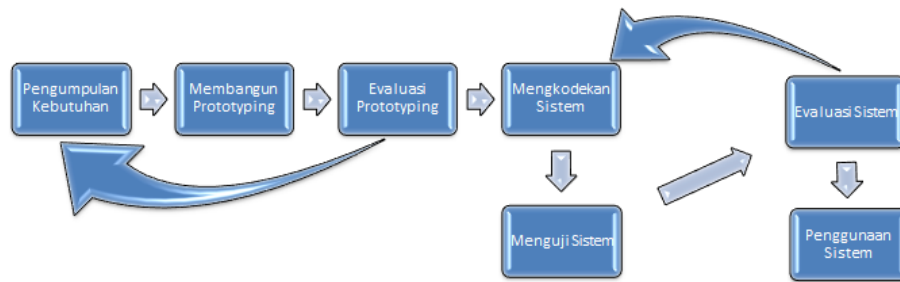 Pengumpulan
Kebutuhan
Membangun
Prototyping
Evaluasi
Prototyping
Mengkodekan
Sistem
Evaluasi Sistem
Menguji Sistem
Penggunaan
Sistem